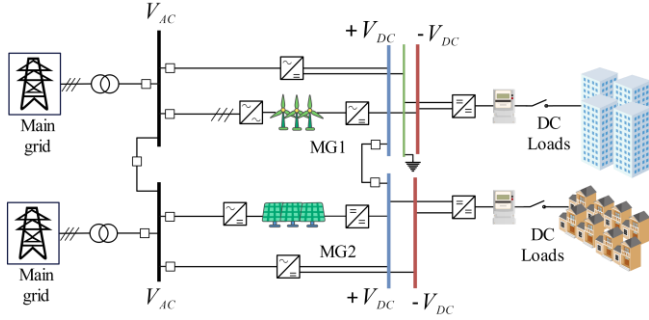 V_AC
+ V_DC
- V_DC
Main
grid
MG1
DC
Loads
Main
grid
MG2
DC
Loads
V_AC
+ V_DC
- V_DC